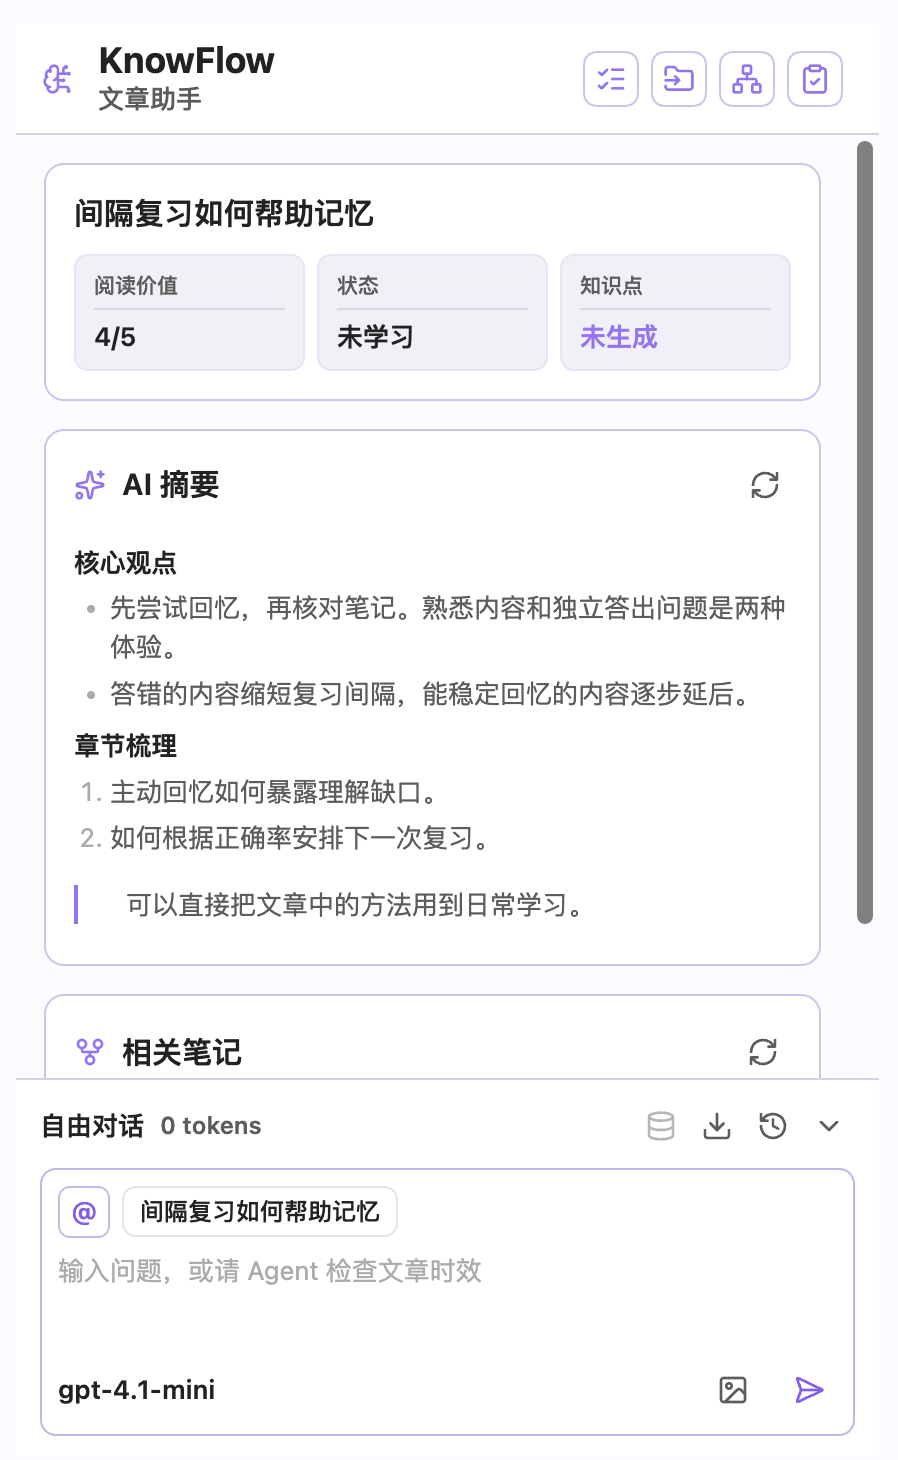 KnowFlow
文章助手
间隔复习如何帮助记忆
阅读价值
4/5
状态
未学习
知识点
未生成
AI 摘要
核心观点
先尝试回忆，再核对笔记。熟悉内容和独立答出问题是两种
体验。
答错的内容缩短复习间隔，能稳定回忆的内容逐步延后。
章节梳理
1. 主动回忆如何暴露理解缺口。
2. 如何根据正确率安排下一次复习。
可以直接把文章中的方法用到日常学习。
相关笔记
自由对话 0 tokens
@ 间隔复习如何帮助记忆
输入问题，或请 Agent 检查文章时效
gpt-4.1-mini